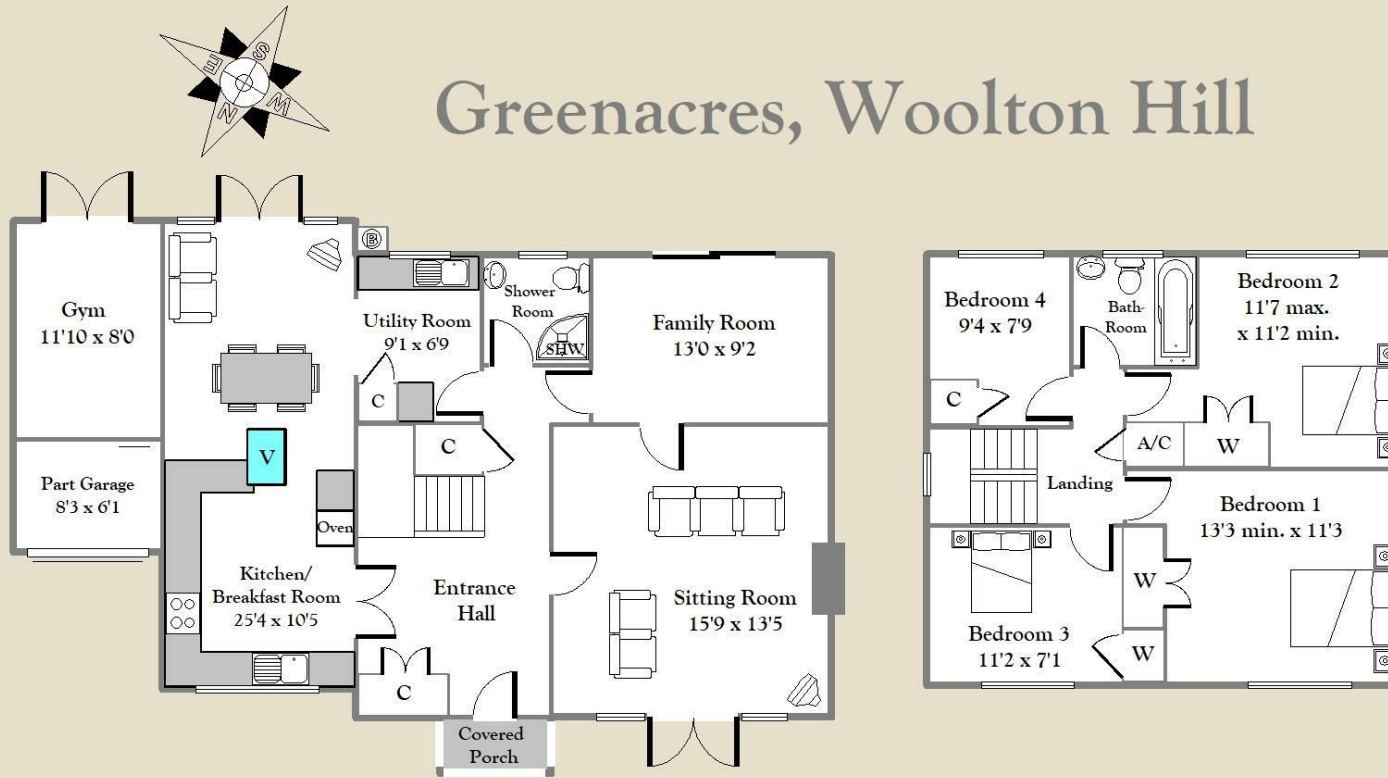 S
E
W
N
Greenacres, Woolton Hill
Gym
11'10 x 8'0
B
Utility Room
9'1 x 6'9
Shower
Room
SHW
Family Room
13'0 x 9'2
C
C
V
Part Garage
8'3 x 6'1
Oven
Kitchen/
Breakfast Room
25'4 x 10'5
Entrance
Hall
Sitting Room
15'9 x 13'5
C
Covered
Porch
Bedroom 4
9'4 x 7'9
Bath-
Room
Bedroom 2
11'7 max.
x 11'2 min.
C
A/C
W
Landing
Bedroom 1
13'3 min. x 11'3
W
Bedroom 3
11'2 x 7'1
W